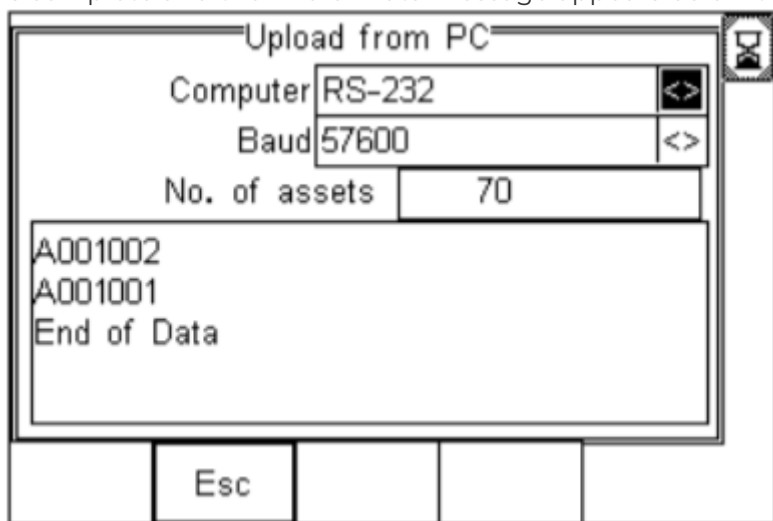 Upload from PC
Computer RS-232 <>
Baud 57600 <>
No. of assets 70
A001002
A001001
End of Data
Esc